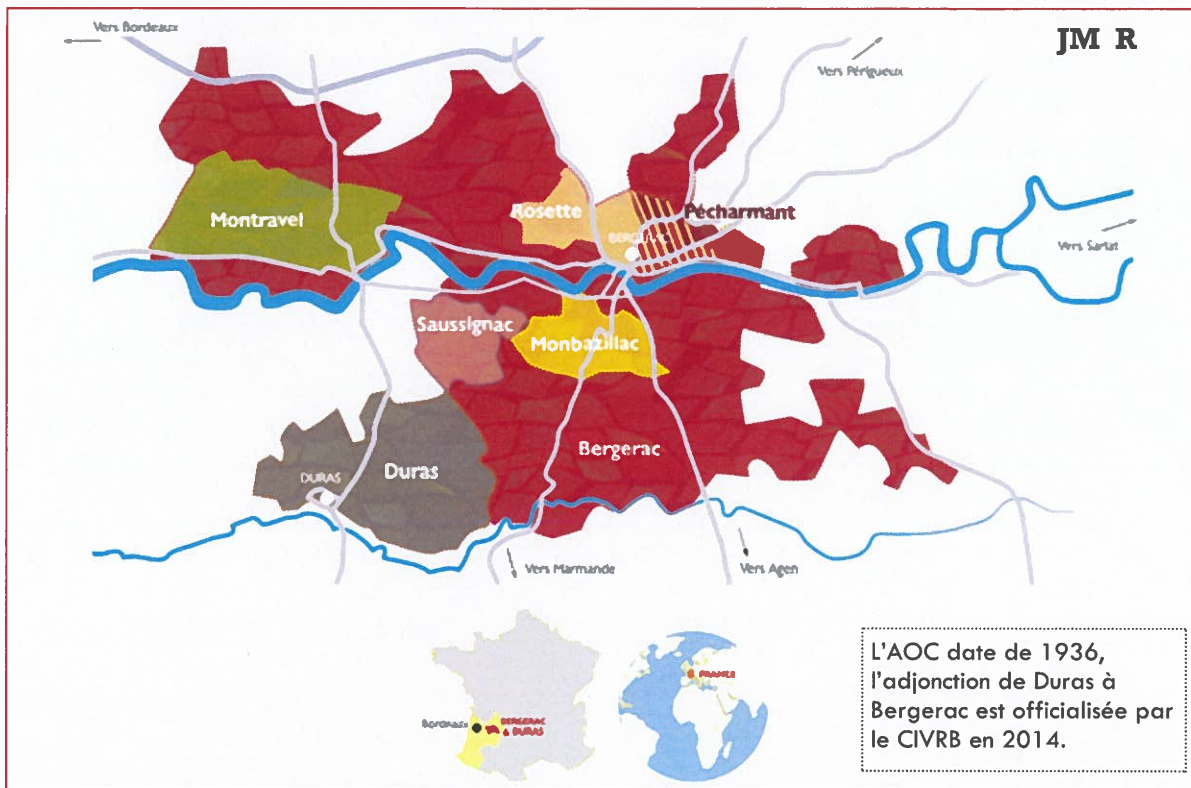 Vers Bordeaux
JM R
Vers Périgueux
Montravel
Rosette
Pécharmant
Vers Sarlat
Saussignac
Monbazillac
Bergerac
DURAS
Duras
Vers Marmande
Vers Agen
Bordeaux
BERGERAC
& DURAS
FRANCE
L'AOC date de 1936,
l'adjonction de Duras à
Bergerac est officialisée par
le CIVRB en 2014.